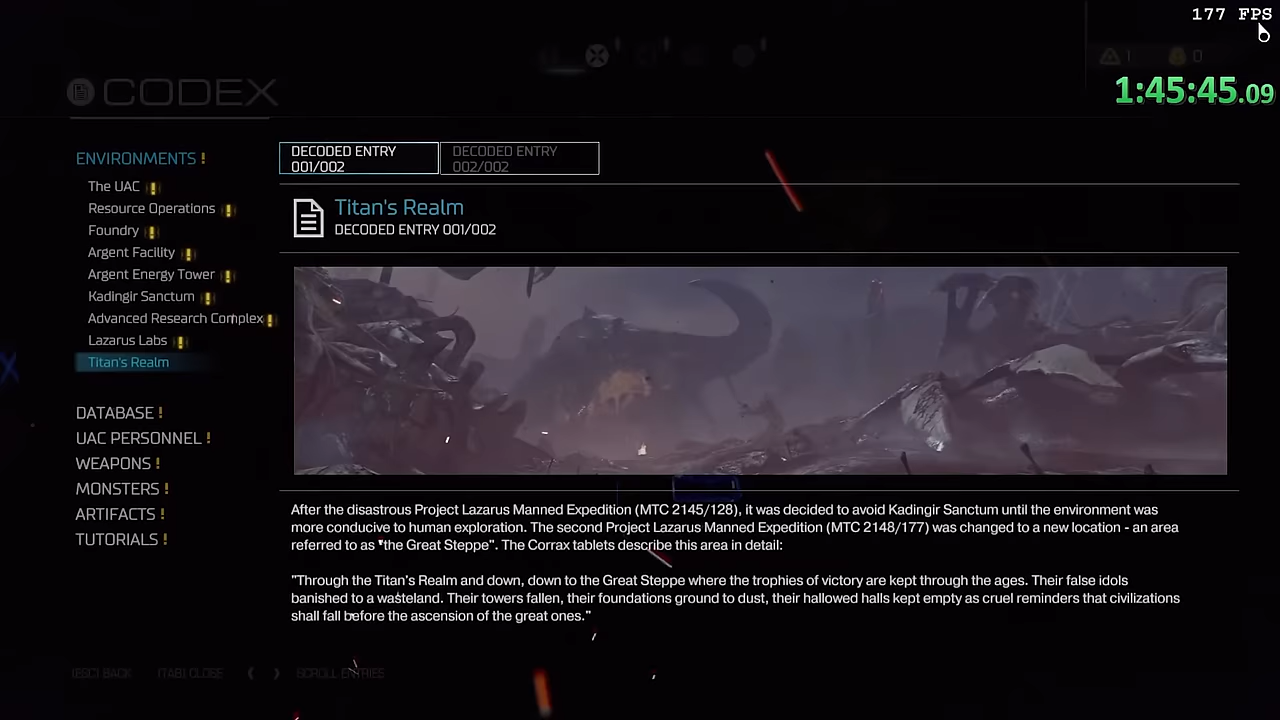 177 FPS
1
0
1:45:45.09
CODEX
ENVIRONMENTS !
The UAC !
Resource Operations !
Foundry !
Argent Facility !
Argent Energy Tower !
Kadingir Sanctum !
Advanced Research Complex !
Lazarus Labs !
Titan's Realm
DATABASE !
UAC PERSONNEL !
WEAPONS !
MONSTERS !
ARTIFACTS !
TUTORIALS !
DECODED ENTRY
001/002
DECODED ENTRY
002/002
Titan's Realm
DECODED ENTRY 001/002
After the disastrous Project Lazarus Manned Expedition (MTC 2145/128), it was decided to avoid Kadingir Sanctum until the environment was
more conducive to human exploration. The second Project Lazarus Manned Expedition (MTC 2148/177) was changed to a new location - an area
referred to as "the Great Steppe". The Corrax tablets describe this area in detail:
"Through the Titan's Realm and down, down to the Great Steppe where the trophies of victory are kept through the ages. Their false idols
banished to a wasteland. Their towers fallen, their foundations ground to dust, their hallowed halls kept empty as cruel reminders that civilizations
shall fall before the ascension of the great ones."
[ESC] BACK [TAB] CLOSE < > SCROLL ENTRIES